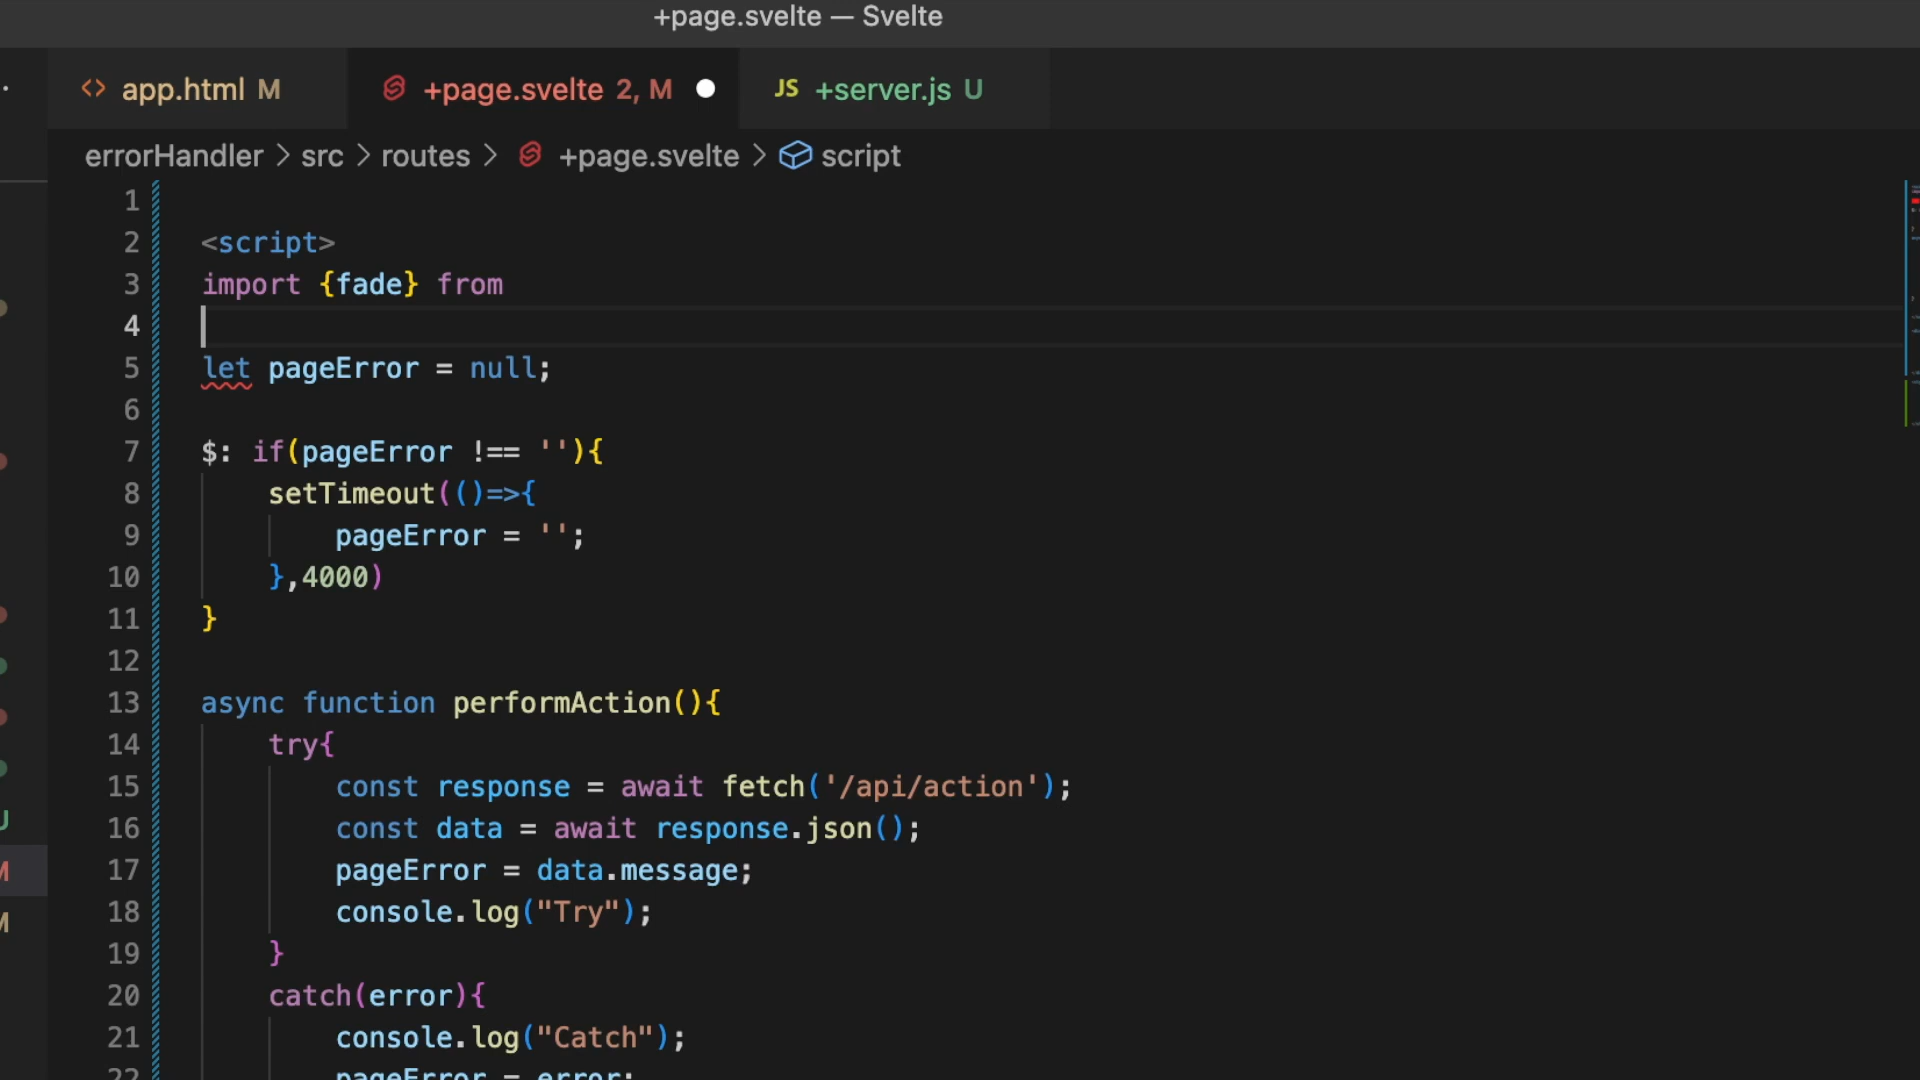 +page.svelte — Svelte
app.html M
+page.svelte 2, M
JS +server.js U
errorHandler > src > routes > +page.svelte > script
1
2 <script>
3 import {fade} from
4
5 let pageError = null;
6
7 $: if(pageError !== ''){
8 setTimeout(()=>{
9 pageError = '';
10 },4000)
11 }
12
13 async function performAction(){
14 try{
15 const response = await fetch('/api/action');
16 const data = await response.json();
17 pageError = data.message;
18 console.log("Try");
19 }
20 catch(error){
21 console.log("Catch");
22 pageError = error;
U
M
M